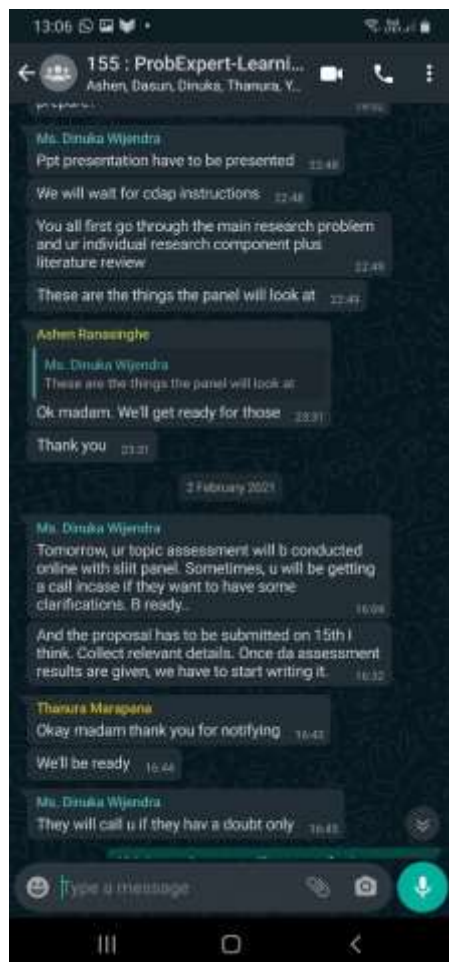 13:06
155 : ProbExpert-Learni...
Ashen, Dasun, Dinuka, Thanura, Y...
Ms. Dinuka Wijendra
Ppt presentation have to be presented 22:48
We will wait for cdap instructions 22:48
You all first go through the main research problem
and ur individual research component plus
literature review
22:49
These are the things the panel will look at 22:49
Ashen Ranasinghe
Ms. Dinuka Wijendra
These are the things the panel will look at
Ok madam. We'll get ready for those 23:31
Thank you 23:31
2 February 2021
Ms. Dinuka Wijendra
Tomorrow, ur topic assessment will b conducted
online with sliit panel. Sometimes, u will be getting
a call incase if they want to have some
clarifications. B ready..
And the proposal has to be submitted on 15th I
think. Collect relevant details. Once da assessment
results are given, we have to start writing it. 16:32
Thanura Marapana
Okay madam thank you for notifying 16:43
We'll be ready 16:44
Ms. Dinuka Wijendra
They will call u if they hav a doubt only 16:45
Type a message